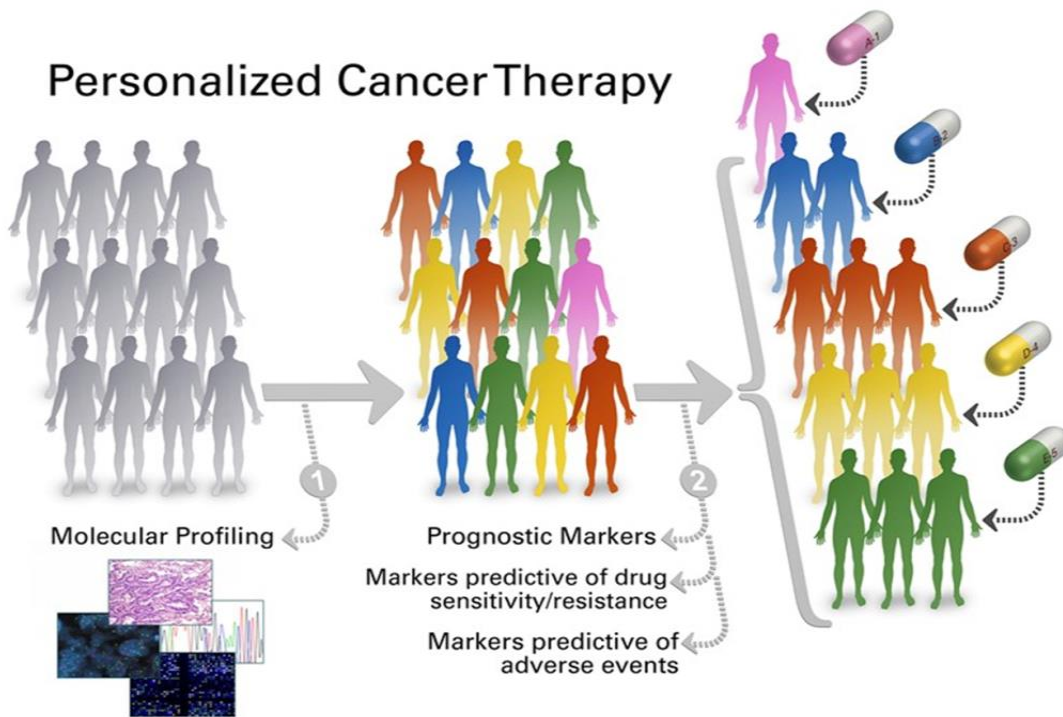 Personalized Cancer Therapy
A-1
B-2
C-3
D-4
E-5
1
2
Molecular Profiling
Prognostic Markers
Markers predictive of drug
sensitivity/resistance
Markers predictive of
adverse events